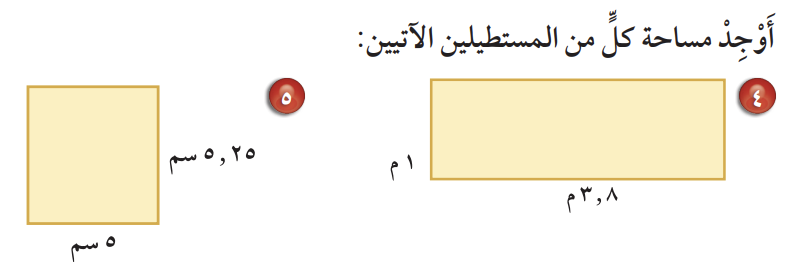 أَوْجِدْ مساحة كلٍّ من المستطيلين الآتيين:
٤
١ م
٣,٨ م
٥
٥,٢٥ سم
٥ سم